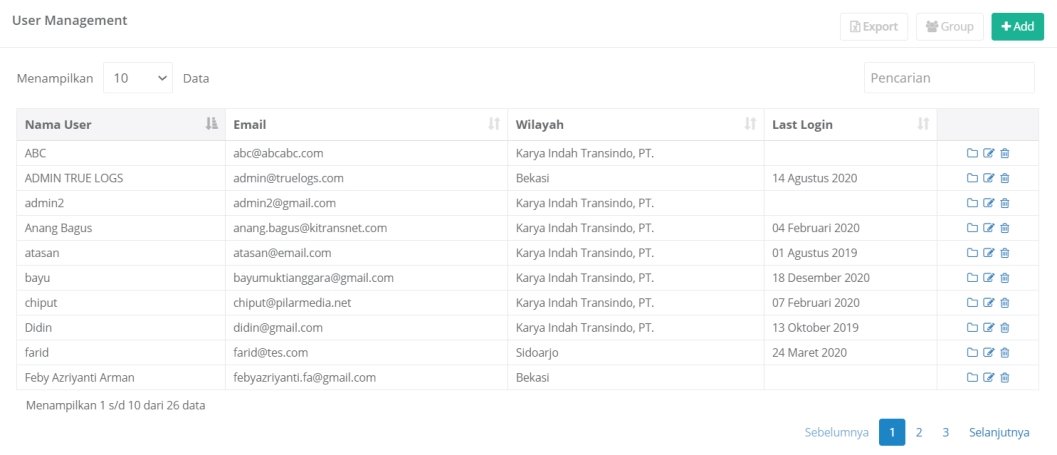 User Management
Export Group Add
Menampilkan 10 Data Pencarian
Nama User Email Wilayah Last Login
ABC abc@abcabc.com Karya Indah Transindo, PT.
ADMIN TRUE LOGS admin@truelogs.com Bekasi 14 Agustus 2020
admin2 admin2@gmail.com Karya Indah Transindo, PT.
Anang Bagus anang.bagus@kitransnet.com Karya Indah Transindo, PT. 04 Februari 2020
atasan atasan@email.com Karya Indah Transindo, PT. 01 Agustus 2019
bayu bayumuktianggara@gmail.com Karya Indah Transindo, PT. 18 Desember 2020
chiput chiput@pilarmedia.net Karya Indah Transindo, PT. 07 Februari 2020
Didin didin@gmail.com Karya Indah Transindo, PT. 13 Oktober 2019
farid farid@tes.com Sidoarjo 24 Maret 2020
Feby Azriyanti Arman febyazriyanti.fa@gmail.com Bekasi
Menampilkan 1 s/d 10 dari 26 data
Sebelumnya 1 2 3 Selanjutnya